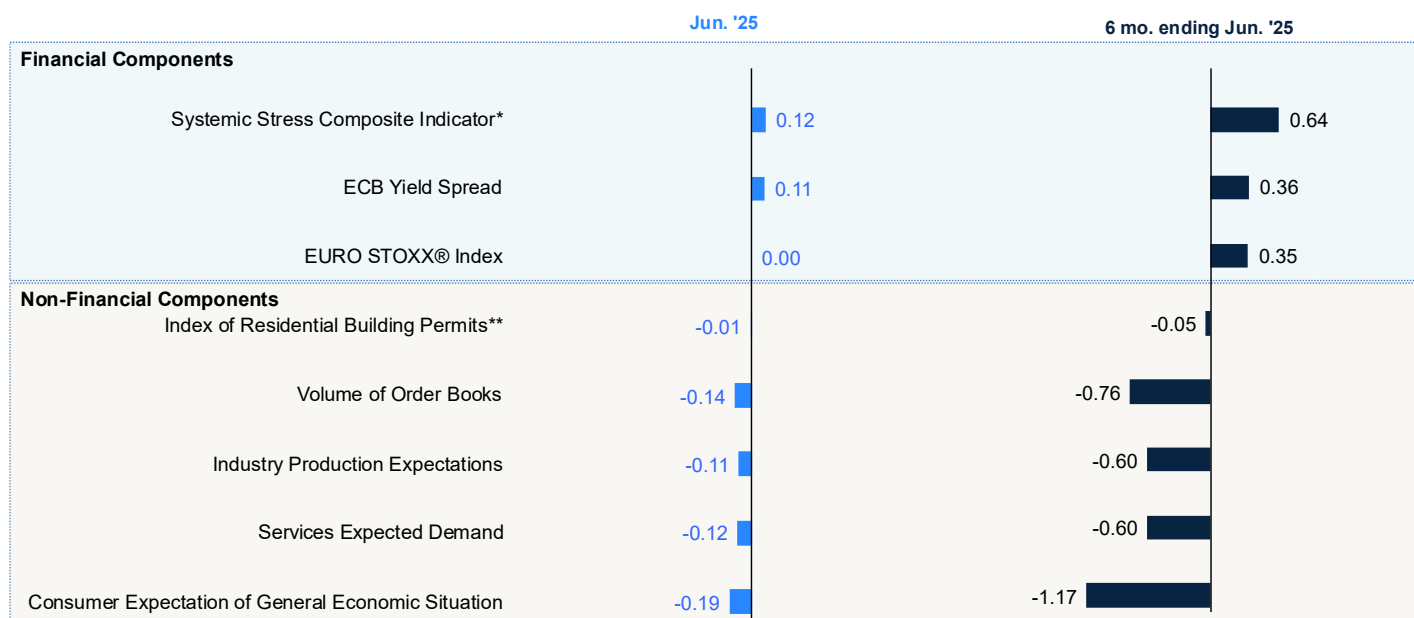 Jun. '25 6 mo. ending Jun. '25
Financial Components
Systemic Stress Composite Indicator* 0.12 0.64
ECB Yield Spread 0.11 0.36
EURO STOXX® Index 0.00 0.35
Non-Financial Components
Index of Residential Building Permits** -0.01 -0.05
Volume of Order Books -0.14 -0.76
Industry Production Expectations -0.11 -0.60
Services Expected Demand -0.12 -0.60
Consumer Expectation of General Economic Situation -0.19 -1.17